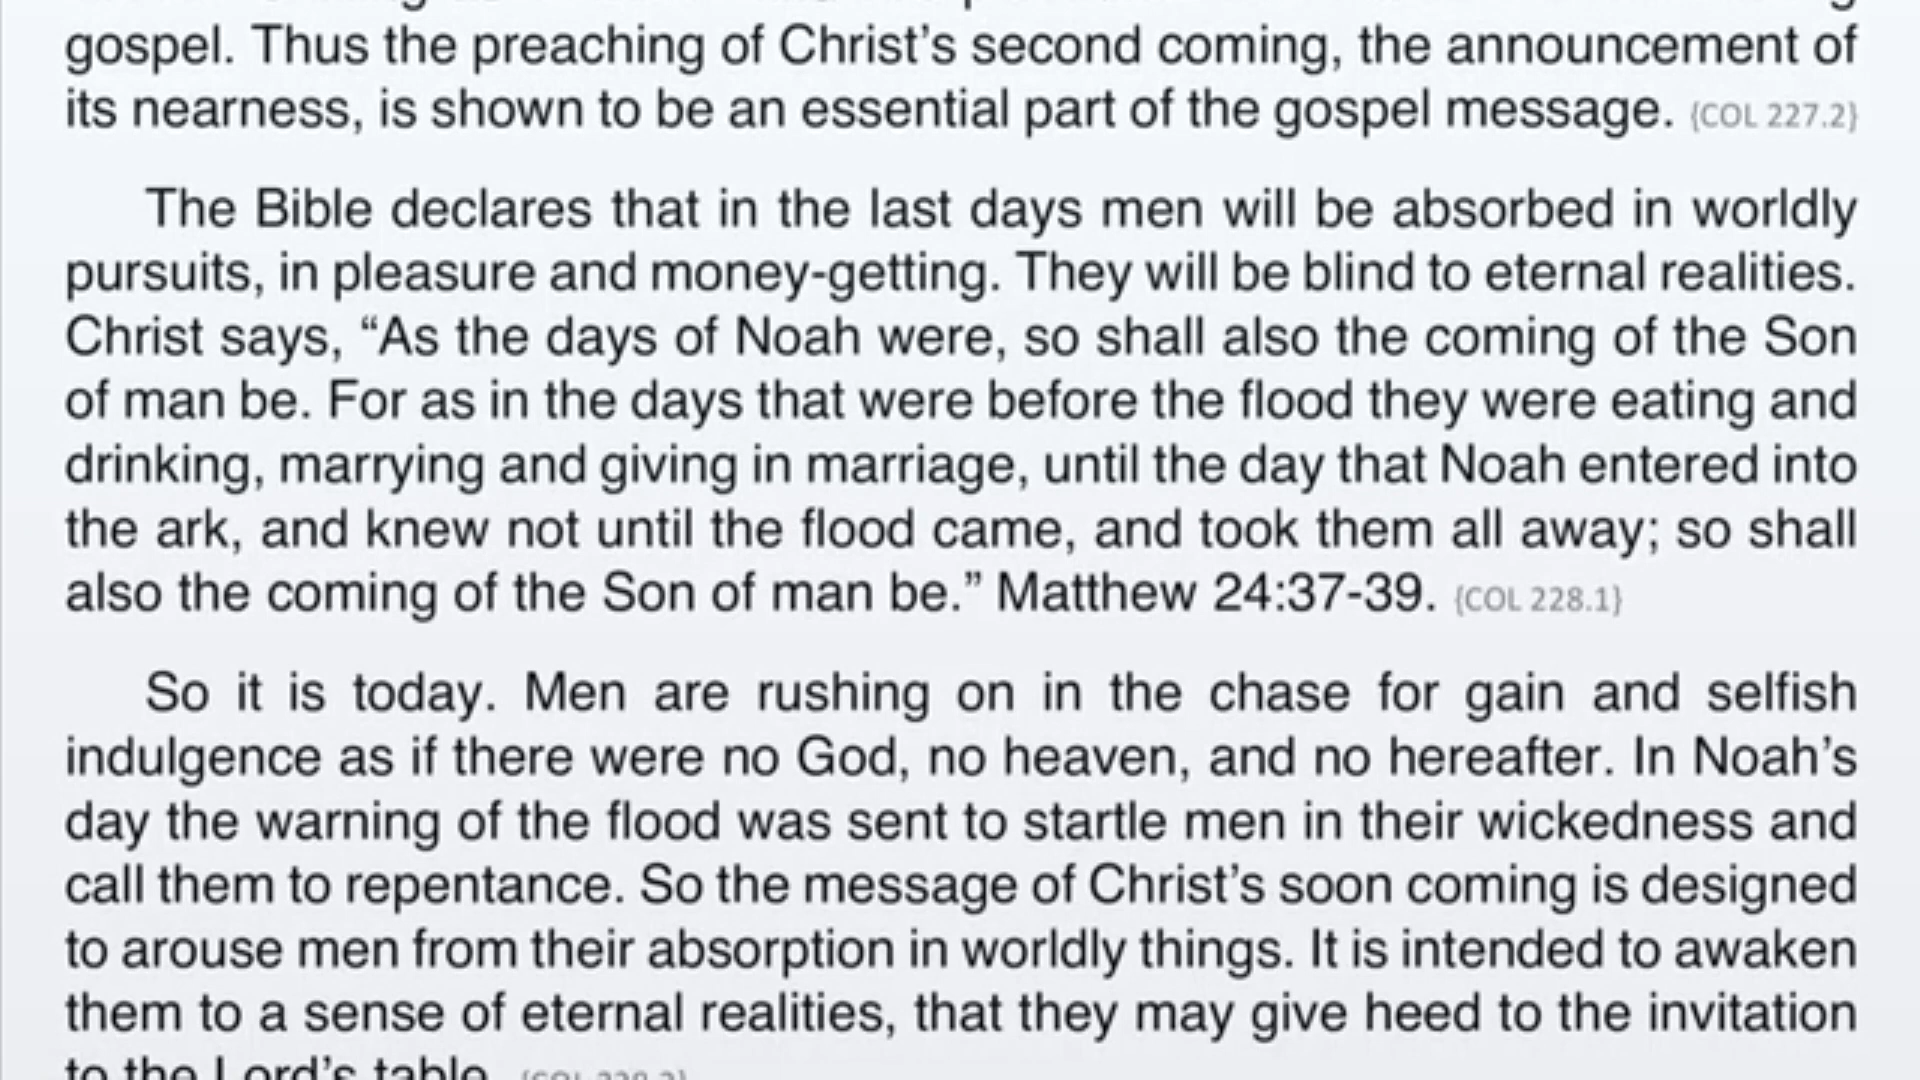 gospel. Thus the preaching of Christ’s second coming, the announcement of
its nearness, is shown to be an essential part of the gospel message. {COL 227.2}
The Bible declares that in the last days men will be absorbed in worldly
pursuits, in pleasure and money-getting. They will be blind to eternal realities.
Christ says, “As the days of Noah were, so shall also the coming of the Son
of man be. For as in the days that were before the flood they were eating and
drinking, marrying and giving in marriage, until the day that Noah entered into
the ark, and knew not until the flood came, and took them all away; so shall
also the coming of the Son of man be.” Matthew 24:37-39. {COL 228.1}
So it is today. Men are rushing on in the chase for gain and selfish
indulgence as if there were no God, no heaven, and no hereafter. In Noah’s
day the warning of the flood was sent to startle men in their wickedness and
call them to repentance. So the message of Christ’s soon coming is designed
to arouse men from their absorption in worldly things. It is intended to awaken
them to a sense of eternal realities, that they may give heed to the invitation
to the Lord’s table. {COL 228.2}